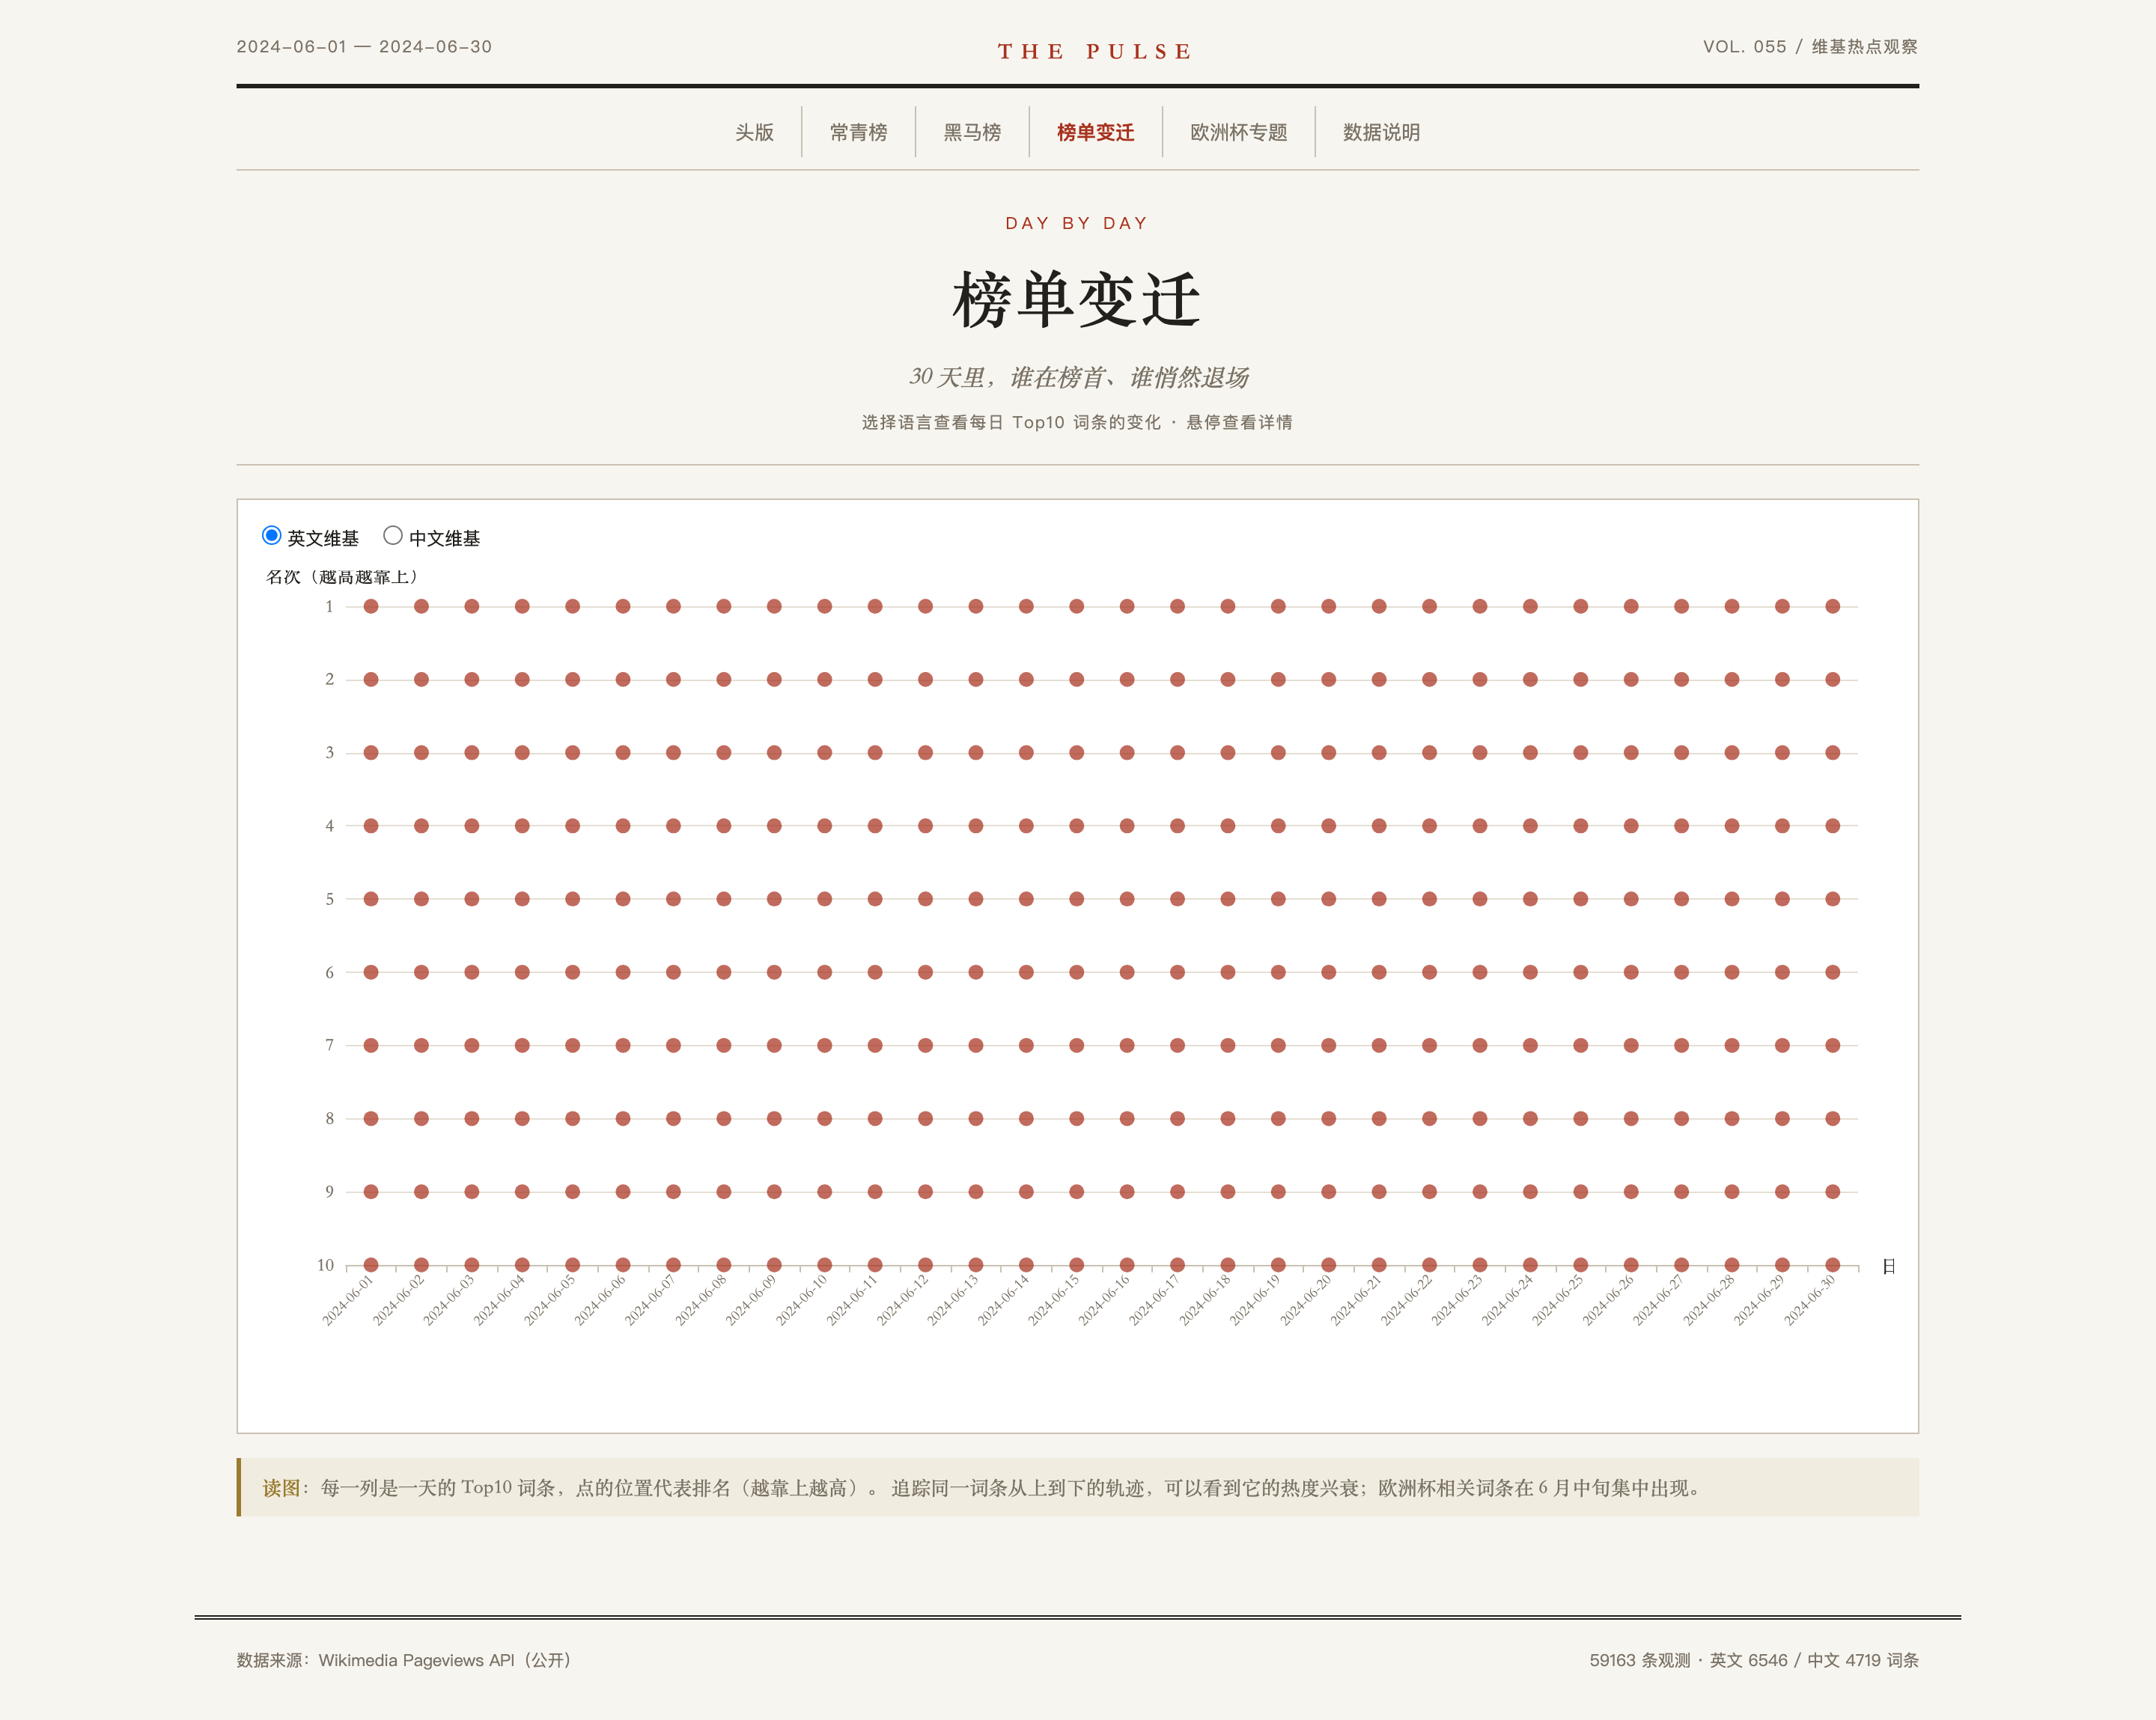 2024–06–01 — 2024–06–30
THE PULSE
VOL. 055 / 维基热点观察
头版
常青榜
黑马榜
榜单变迁
欧洲杯专题
数据说明
DAY BY DAY
榜单变迁
30 天里，谁在榜首、谁悄然退场
选择语言查看每日 Top10 词条的变化 · 悬停查看详情
英文维基
中文维基
名次（越高越靠上）
1
2
3
4
5
6
7
8
9
10
日
2024-06-01
2024-06-02
2024-06-03
2024-06-04
2024-06-05
2024-06-06
2024-06-07
2024-06-08
2024-06-09
2024-06-10
2024-06-11
2024-06-12
2024-06-13
2024-06-14
2024-06-15
2024-06-16
2024-06-17
2024-06-18
2024-06-19
2024-06-20
2024-06-21
2024-06-22
2024-06-23
2024-06-24
2024-06-25
2024-06-26
2024-06-27
2024-06-28
2024-06-29
2024-06-30
读图：每一列是一天的 Top10 词条，点的位置代表排名（越靠上越高）。 追踪同一词条从上到下的轨迹，可以看到它的热度兴衰；欧洲杯相关词条在 6 月中旬集中出现。
数据来源：Wikimedia Pageviews API（公开）
59163 条观测 · 英文 6546 / 中文 4719 词条